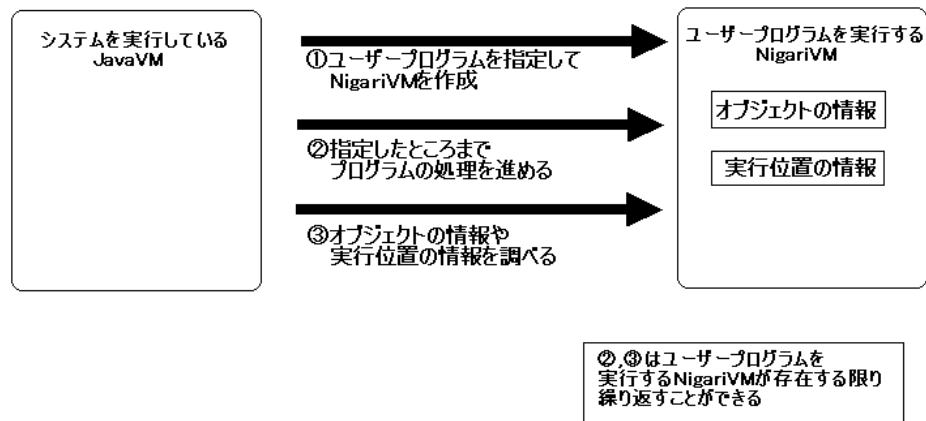 システムを実行している
JavaVM
①ユーザープログラムを指定して
NigariVMを作成
②指定したところまで
プログラムの処理を進める
③オブジェクトの情報や
実行位置の情報を調べる
ユーザープログラムを実行する
NigariVM
オブジェクトの情報
実行位置の情報
②,③はユーザープログラムを
実行するNigariVMが存在する限り
繰り返すことができる